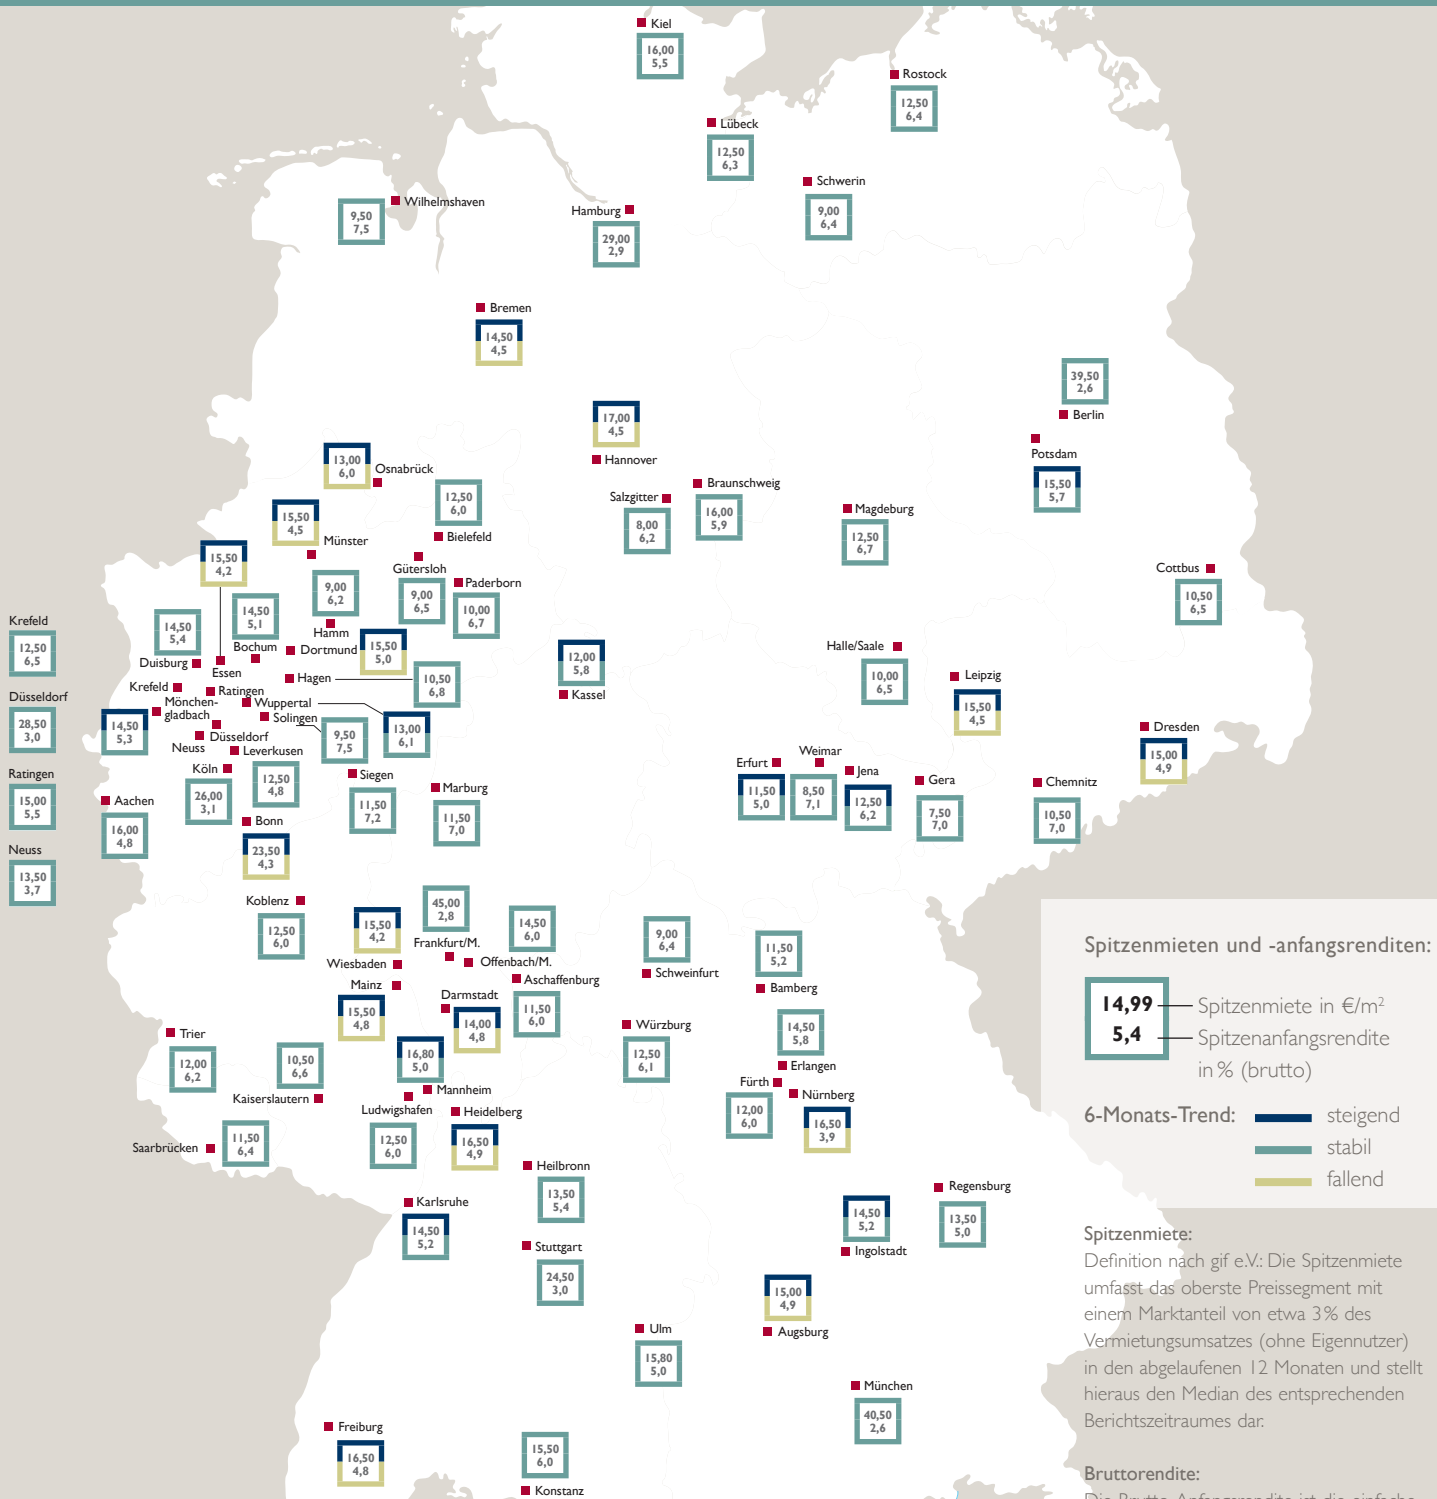 Kiel
16,00
5,5
Rostock
12,50
6,4
Lübeck
12,50
6,3
Schwerin
9,00
6,4
Wilhelmshaven
9,50
7,5
Hamburg
29,00
2,9
Bremen
14,50
4,5
39,50
2,6
Berlin
17,00
4,5
Hannover
Potsdam
15,50
5,7
13,00
6,0
Osnabrück
12,50
6,0
Bielefeld
Salzgitter
8,00
6,2
Braunschweig
16,00
5,9
Magdeburg
12,50
6,7
15,50
4,5
Münster
15,50
4,2
Essen
9,00
6,2
Hamm
Gütersloh
9,00
6,5
Paderborn
10,00
6,7
Cottbus
10,50
6,5
14,50
5,4
Duisburg
14,50
5,1
Bochum
Dortmund
15,50
5,0
12,00
5,8
Kassel
Halle/Saale
10,00
6,5
Leipzig
15,50
4,5
Krefeld
12,50
6,5
Düsseldorf
28,50
3,0
Ratingen
15,00
5,5
Neuss
13,50
3,7
Hagen
10,50
6,8
Krefeld
Ratingen
Mönchen-
gladbach
14,50
5,3
Wuppertal
13,00
6,1
Solingen
9,50
7,5
Düsseldorf
Neuss
Leverkusen
12,50
4,8
Köln
26,00
3,1
Dresden
15,00
4,9
Erfurt
11,50
5,0
Weimar
8,50
7,1
Jena
12,50
6,2
Gera
7,50
7,0
Chemnitz
10,50
7,0
Siegen
11,50
7,2
Marburg
11,50
7,0
Aachen
16,00
4,8
Bonn
23,50
4,3
Koblenz
12,50
6,0
15,50
4,2
Wiesbaden
45,00
2,8
Frankfurt/M.
14,50
6,0
Offenbach/M.
9,00
6,4
Schweinfurt
11,50
5,2
Bamberg
Mainz
15,50
4,8
Darmstadt
14,00
4,8
Aschaffenburg
11,50
6,0
Würzburg
12,50
6,1
14,50
5,8
Erlangen
Trier
12,00
6,2
10,50
6,6
Kaiserslautern
16,80
5,0
Mannheim
Fürth
12,00
6,0
Nürnberg
16,50
3,9
Ludwigshafen
12,50
6,0
Heidelberg
16,50
4,9
Saarbrücken
11,50
6,4
Heilbronn
13,50
5,4
Karlsruhe
14,50
5,2
Regensburg
13,50
5,0
14,50
5,2
Ingolstadt
Stuttgart
24,50
3,0
15,00
4,9
Augsburg
Ulm
15,80
5,0
München
40,50
2,6
Freiburg
16,50
4,8
15,50
6,0
Konstanz
Spitzenmieten und -anfangsrenditen:
14,99 Spitzenmiete in €/m²
5,4 Spitzenanfangsrendite
in % (brutto)
6-Monats-Trend: steigend
stabil
fallend
Spitzenmiete:
Definition nach gif e.V.: Die Spitzenmiete
umfasst das oberste Preissegment mit
einem Marktanteil von etwa 3% des
Vermietungsumsatzes (ohne Eigennutzer)
in den abgelaufenen 12 Monaten und stellt
hieraus den Median des entsprechenden
Berichtszeitraumes dar.
Bruttorendite:
Die Brutto-Anfangsrendite ist die einfache